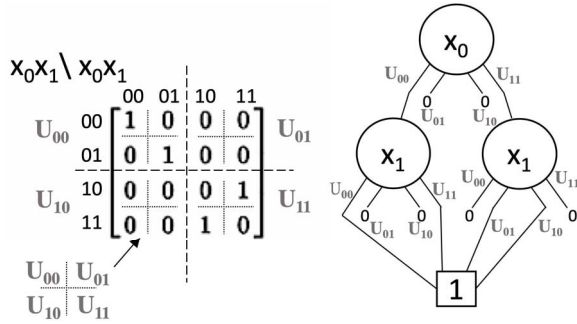 x₀x₁ \ x₀x₁
00 01 10 11
U₀₀ 00 1 0 0 0 U₀₁
01 0 1 0 0
U₁₀ 10 0 0 0 1 U₁₁
11 0 0 1 0
U₀₀ U₀₁
U₁₀ U₁₁
x₀
U₀₀ U₁₁
0 0
U₀₁ U₁₀
x₁ x₁
U₀₀ U₁₁ U₀₀ U₁₁
0 0 0 0
U₀₁ U₁₀ U₀₁ U₁₀
1